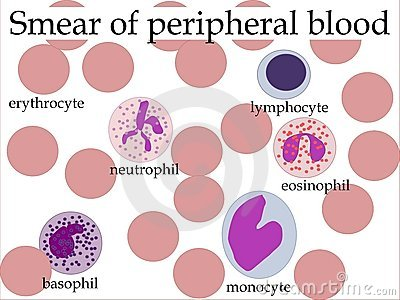 Smear of peripheral blood
erythrocyte
lymphocyte
neutrophil
eosinophil
basophil
monocyte